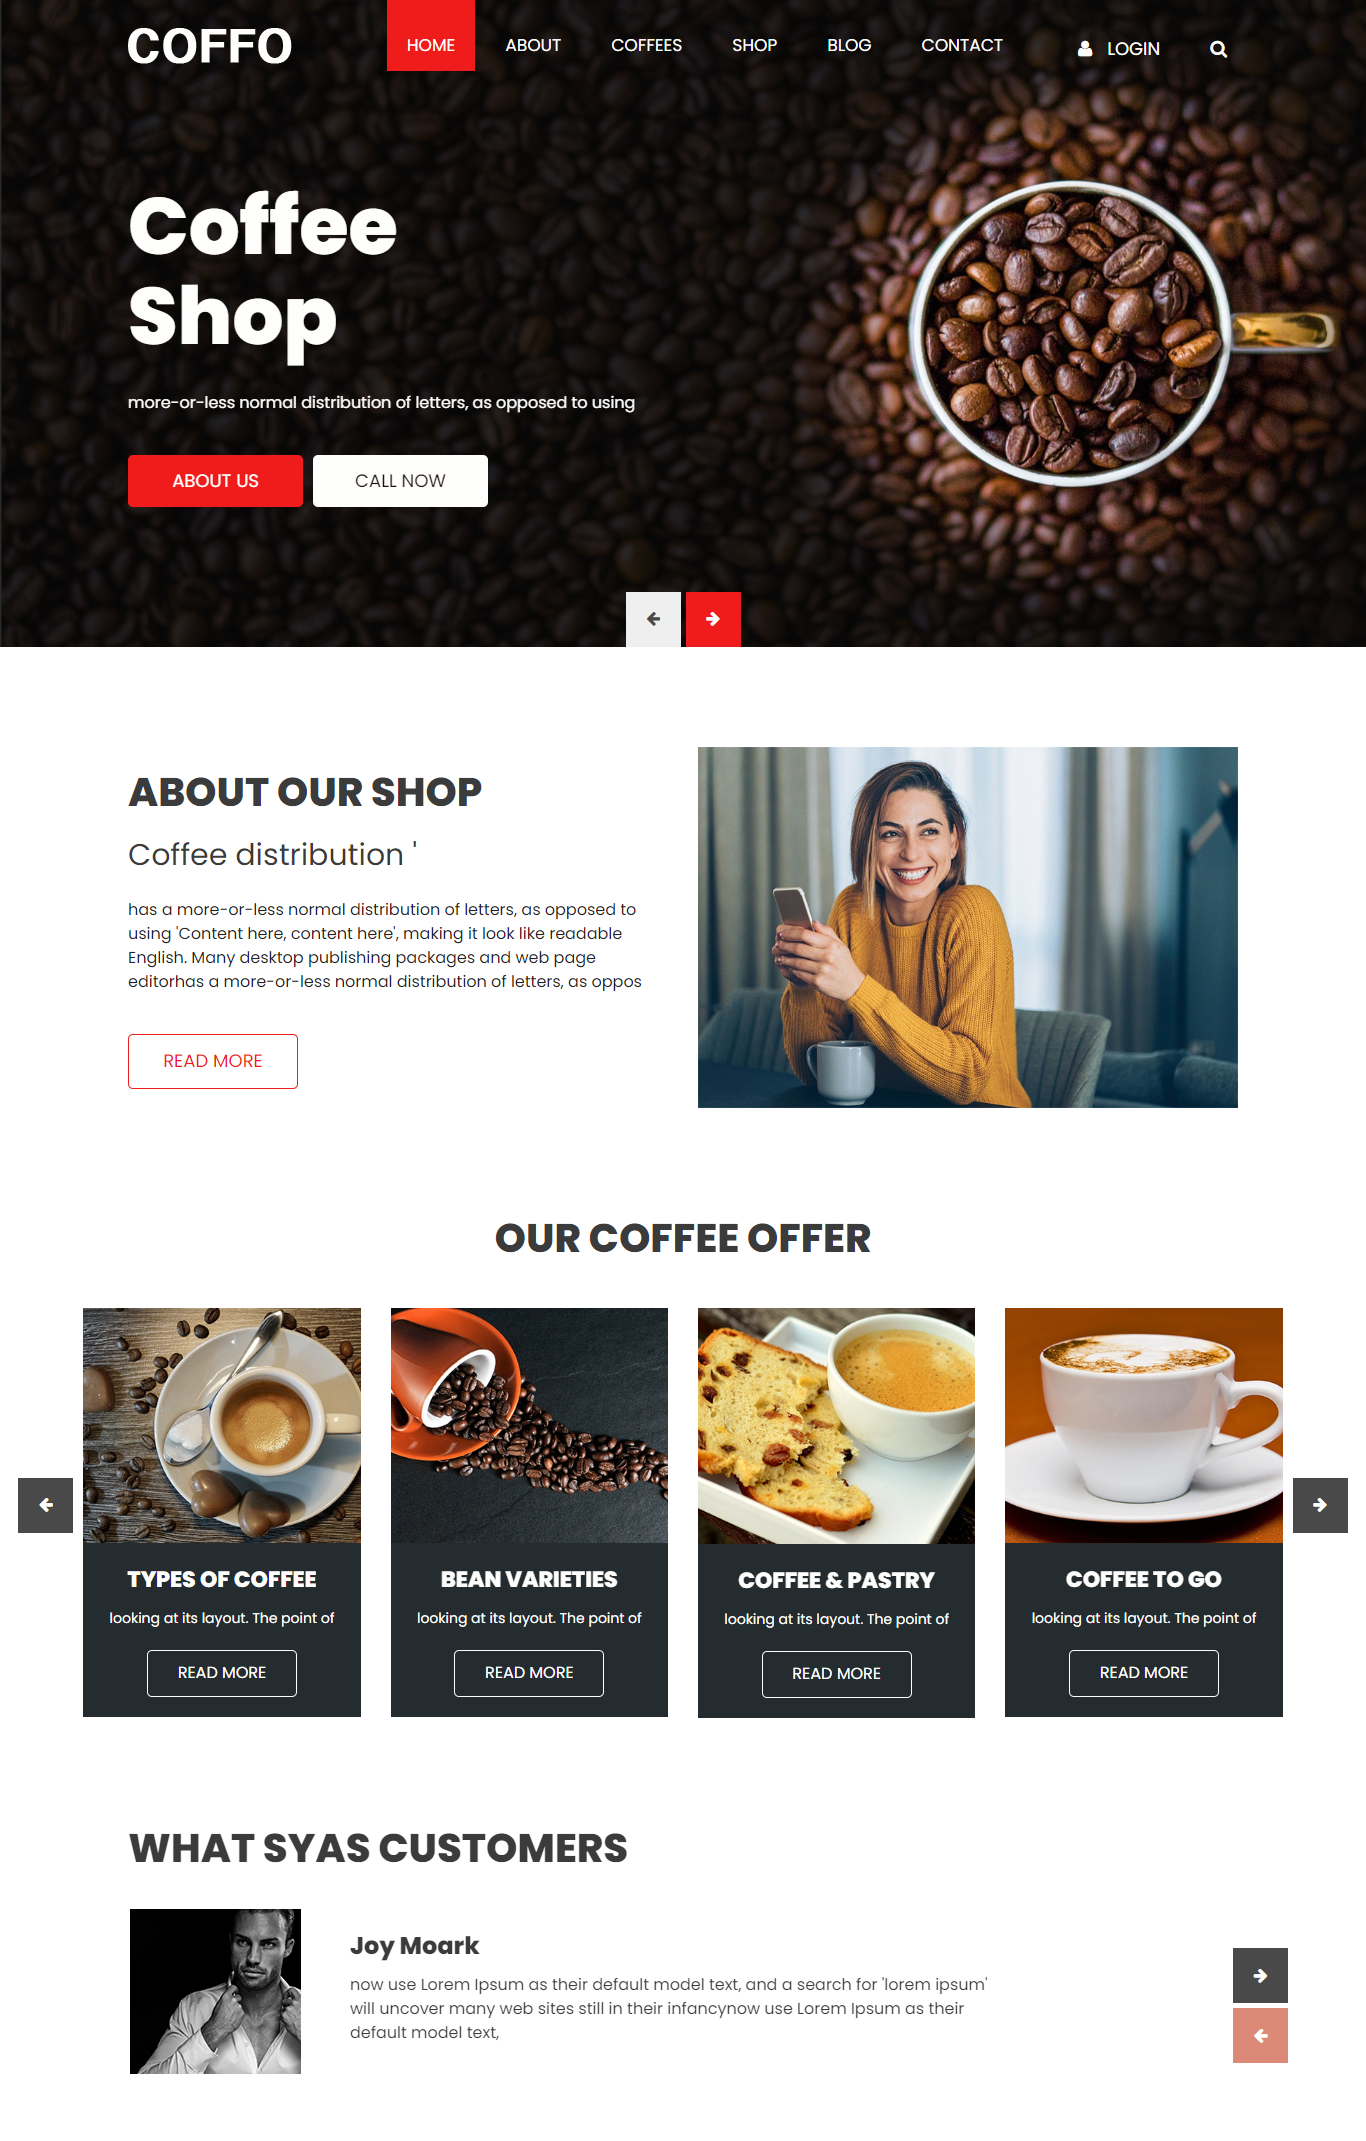 COFFO
HOME ABOUT COFFEES SHOP BLOG CONTACT LOGIN
Coffee
Shop
more-or-less normal distribution of letters, as opposed to using
ABOUT US CALL NOW
ABOUT OUR SHOP
Coffee distribution '
has a more-or-less normal distribution of letters, as opposed to
using 'Content here, content here', making it look like readable
English. Many desktop publishing packages and web page
editorhas a more-or-less normal distribution of letters, as oppos
READ MORE
OUR COFFEE OFFER
TYPES OF COFFEE
looking at its layout. The point of
READ MORE
BEAN VARIETIES
looking at its layout. The point of
READ MORE
COFFEE & PASTRY
looking at its layout. The point of
READ MORE
COFFEE TO GO
looking at its layout. The point of
READ MORE
WHAT SYAS CUSTOMERS
Joy Moark
now use Lorem Ipsum as their default model text, and a search for 'lorem ipsum'
will uncover many web sites still in their infancynow use Lorem Ipsum as their
default model text,